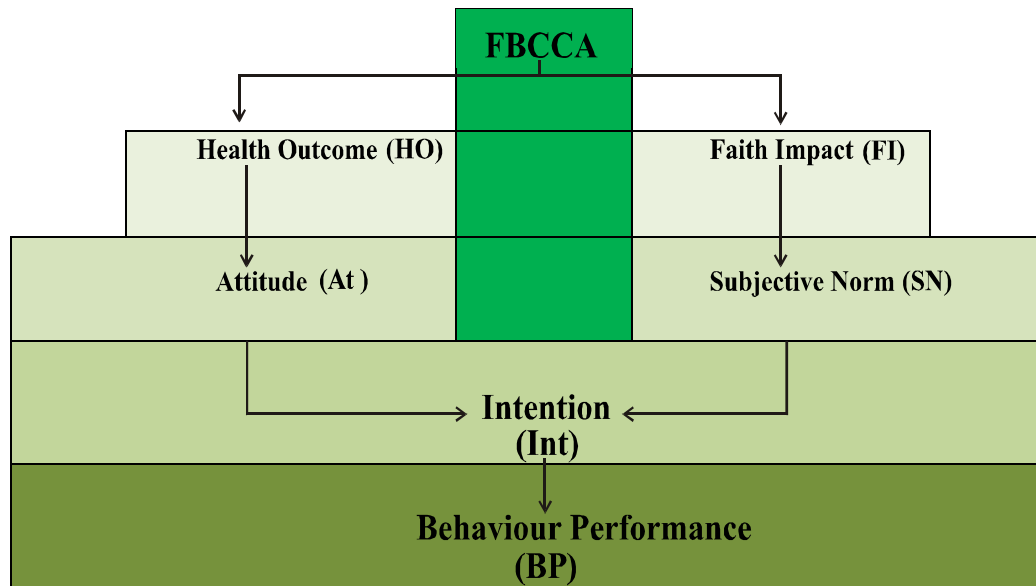 FBCCA
Health Outcome (HO)
Faith Impact (FI)
Attitude (At )
Subjective Norm (SN)
Intention
(Int)
Behaviour Performance
(BP)